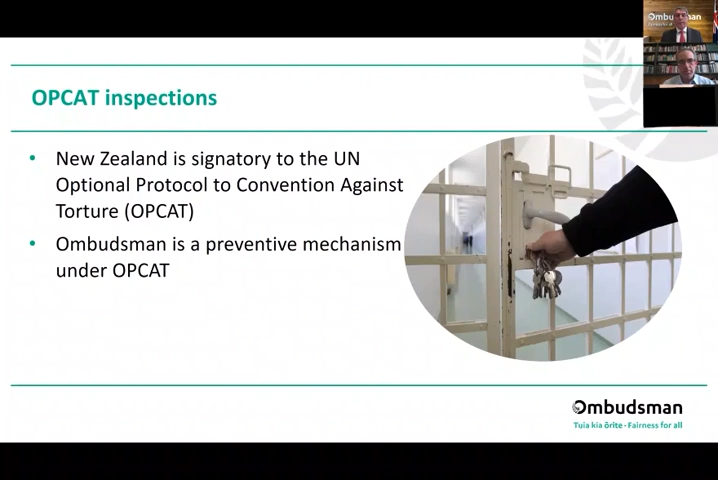 Ombudsman
OPCAT inspections
• New Zealand is signatory to the UN
Optional Protocol to Convention Against
Torture (OPCAT)
• Ombudsman is a preventive mechanism
under OPCAT
Ombudsman
Tuia kia ōrite · Fairness for all